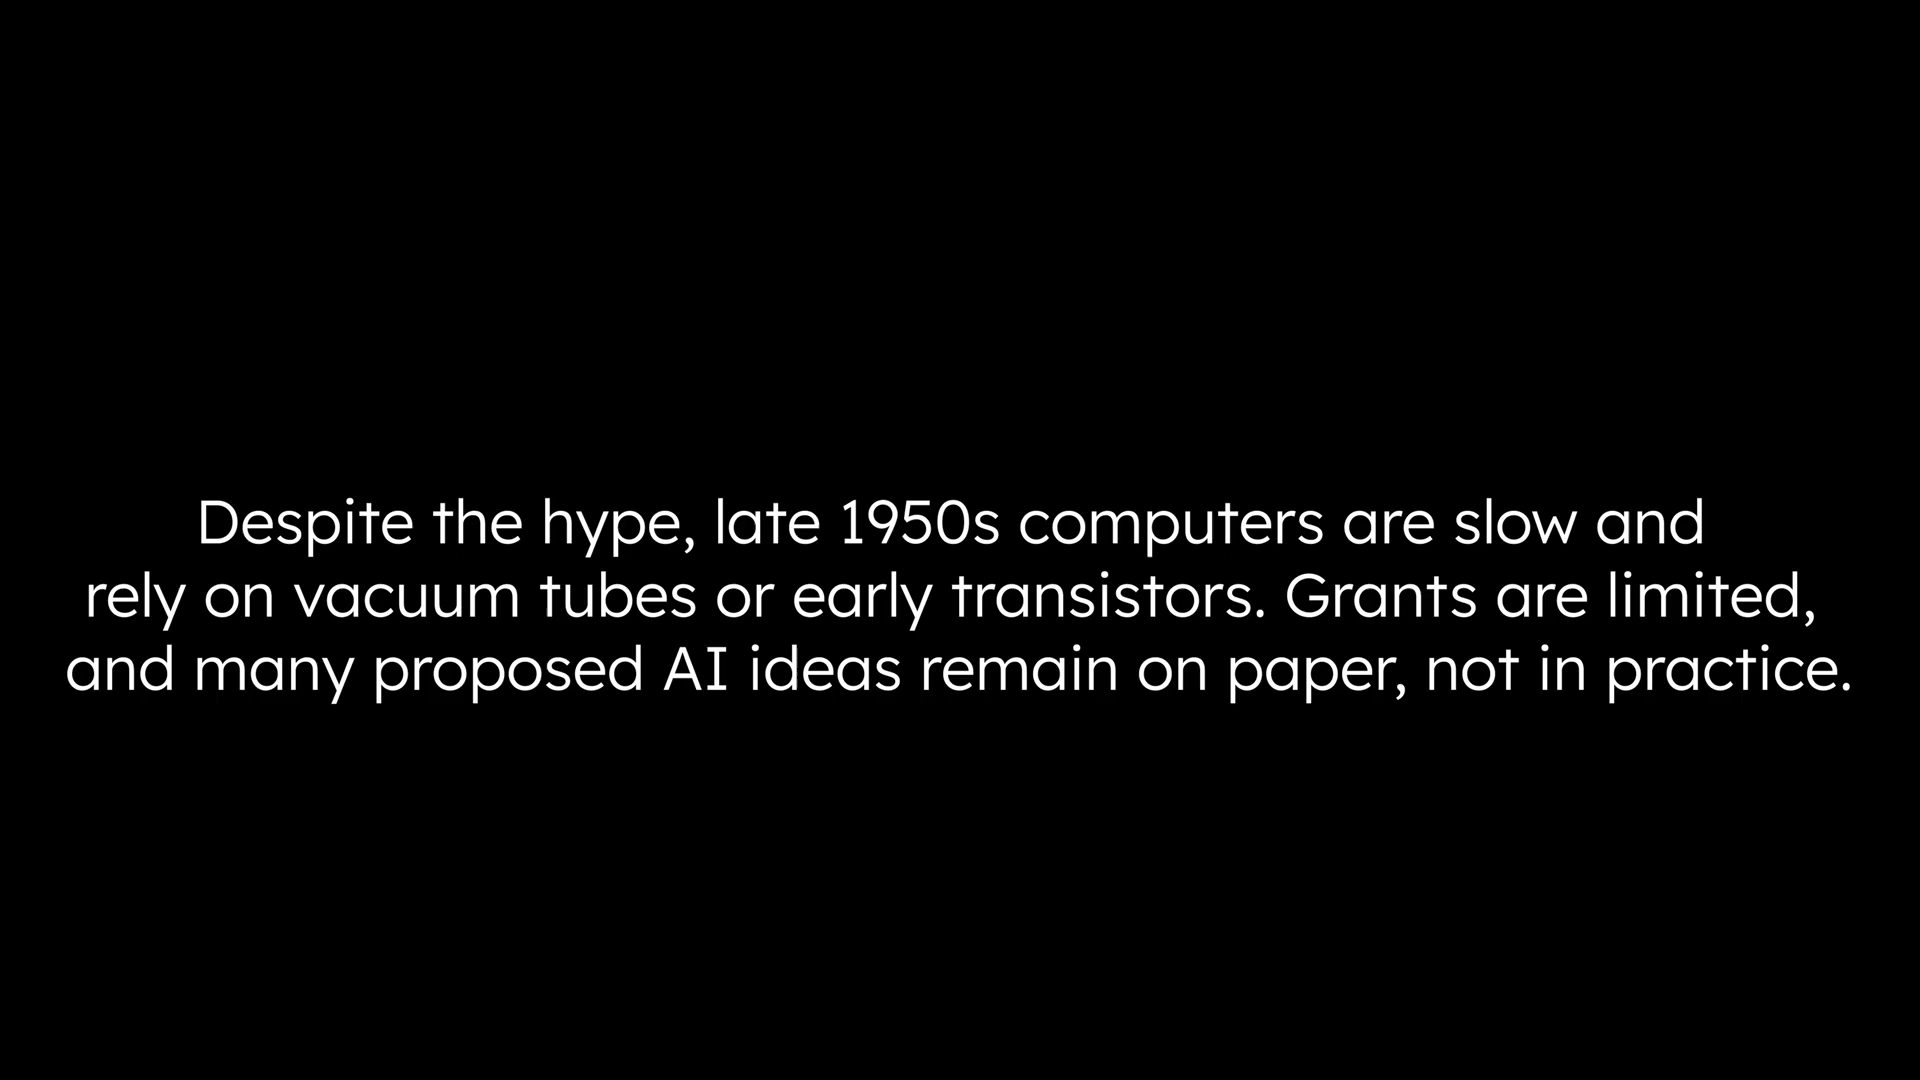 Despite the hype, late 1950s computers are slow and
rely on vacuum tubes or early transistors. Grants are limited,
and many proposed AI ideas remain on paper, not in practice.